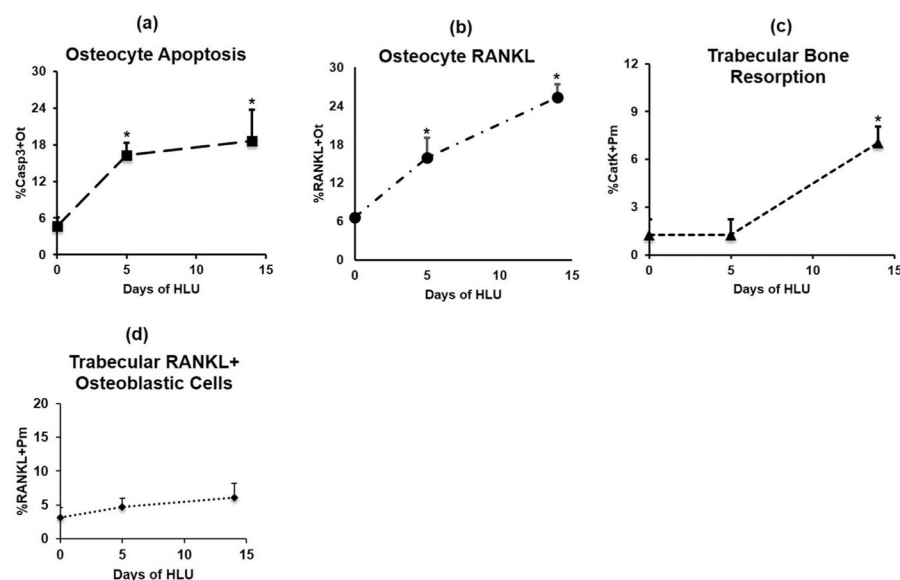 (a)
Osteocyte Apoptosis
30
24
18
12
6
0
%Casp3+Ot
*
*
0 5 10 15
Days of HLU
(b)
Osteocyte RANKL
30
24
18
12
6
0
%RANKL+Ot
*
*
0 5 10 15
Days of HLU
(c)
Trabecular Bone
Resorption
12
9
6
3
0
%CatK+Pm
*
0 5 10 15
Days of HLU
(d)
Trabecular RANKL+
Osteoblastic Cells
20
15
10
5
0
%RANKL+Pm
0 5 10 15
Days of HLU